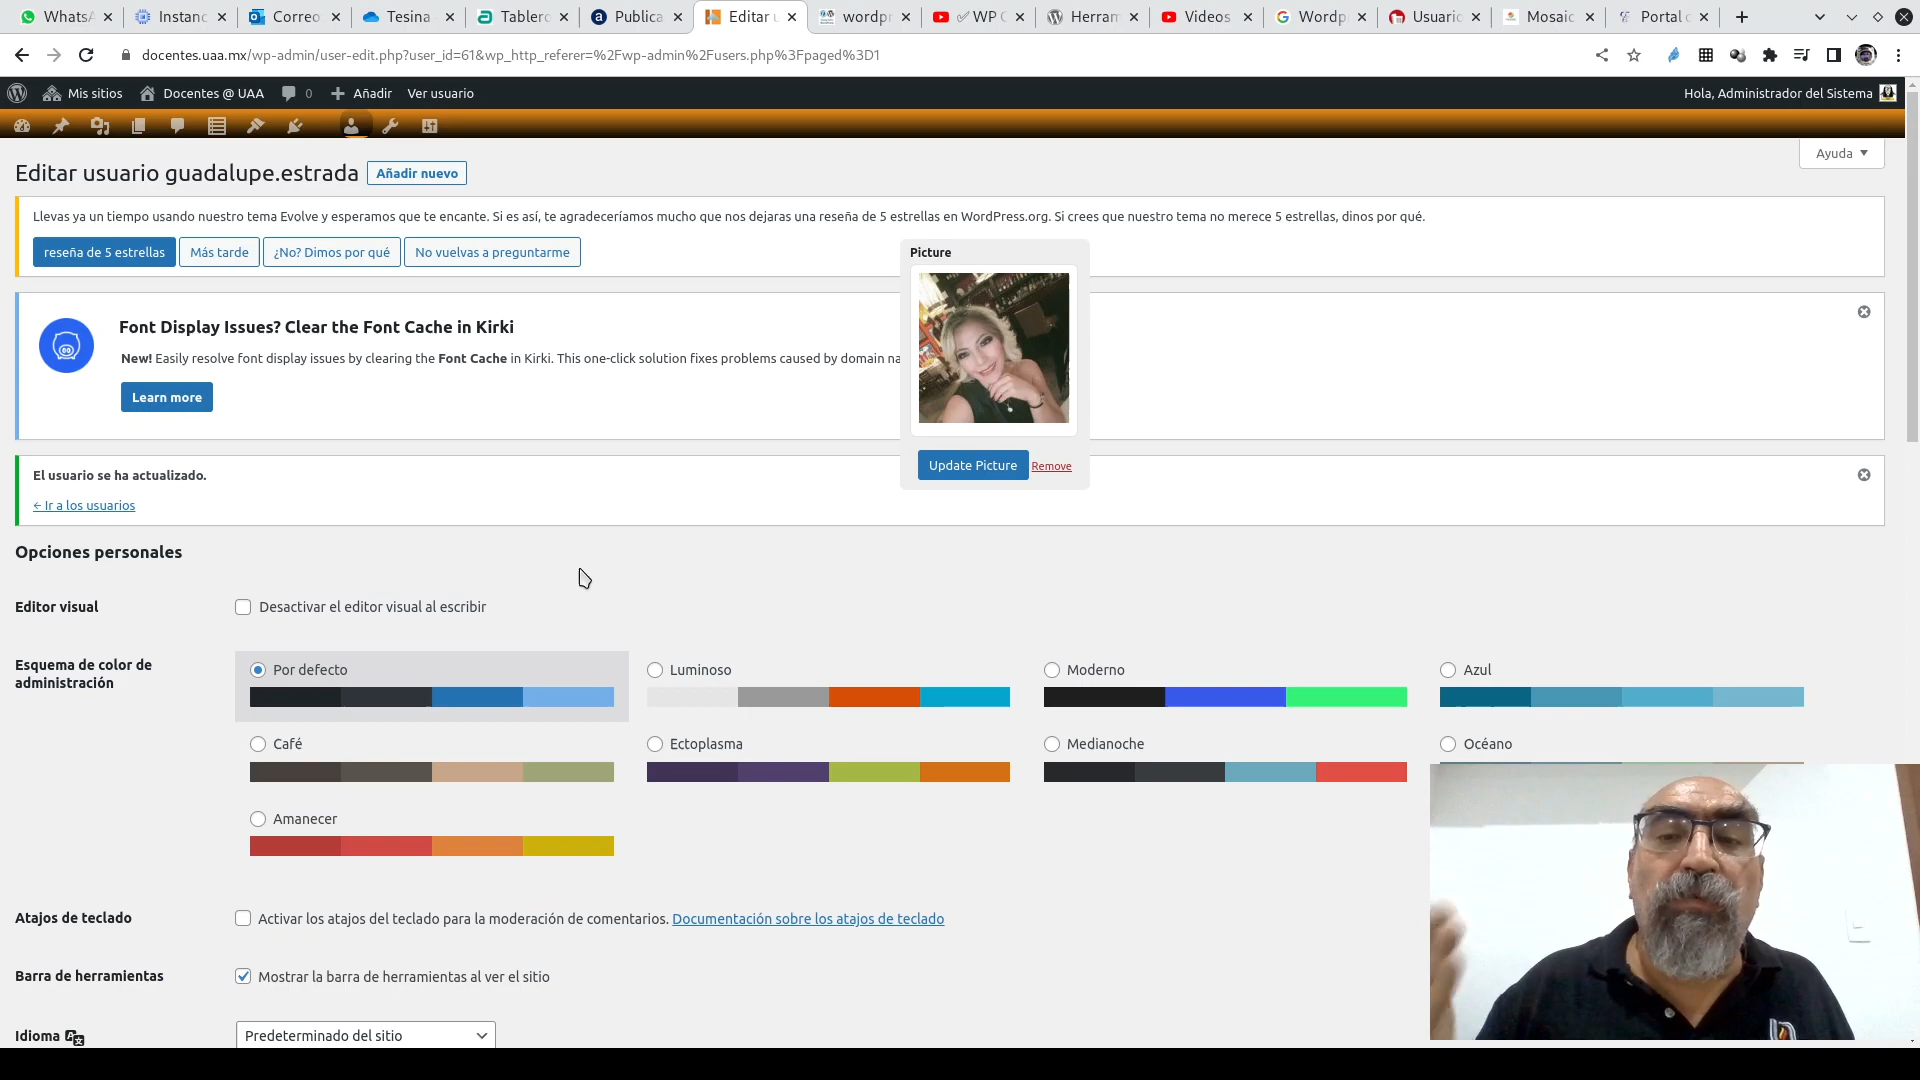 WhatsA
Instanc
Correo
Tesina
Tablero
Publica
Editar u
wordpr
WP C
Herram
Videos
Wordp
Usuario
Mosaic
Portal c
docentes.uaa.mx/wp-admin/user-edit.php?user_id=61&wp_http_referer=%2Fwp-admin%2Fusers.php%3Fpaged%3D1
Mis sitios
Docentes @ UAA
0
Añadir
Ver usuario
Hola, Administrador del Sistema
Ayuda
Editar usuario guadalupe.estrada
Añadir nuevo
Llevas ya un tiempo usando nuestro tema Evolve y esperamos que te encante. Si es así, te agradeceríamos mucho que nos dejaras una reseña de 5 estrellas en WordPress.org. Si crees que nuestro tema no merece 5 estrellas, dinos por qué.
reseña de 5 estrellas
Más tarde
¿No? Dimos por qué
No vuelvas a preguntarme
Picture
Font Display Issues? Clear the Font Cache in Kirki
New! Easily resolve font display issues by clearing the Font Cache in Kirki. This one-click solution fixes problems caused by domain na
Learn more
Update Picture
Remove
El usuario se ha actualizado.
← Ir a los usuarios
Opciones personales
Editor visual
Desactivar el editor visual al escribir
Esquema de color de
administración
Por defecto
Luminoso
Moderno
Azul
Café
Ectoplasma
Medianoche
Océano
Amanecer
Atajos de teclado
Activar los atajos del teclado para la moderación de comentarios. Documentación sobre los atajos de teclado
Barra de herramientas
Mostrar la barra de herramientas al ver el sitio
Idioma
Predeterminado del sitio